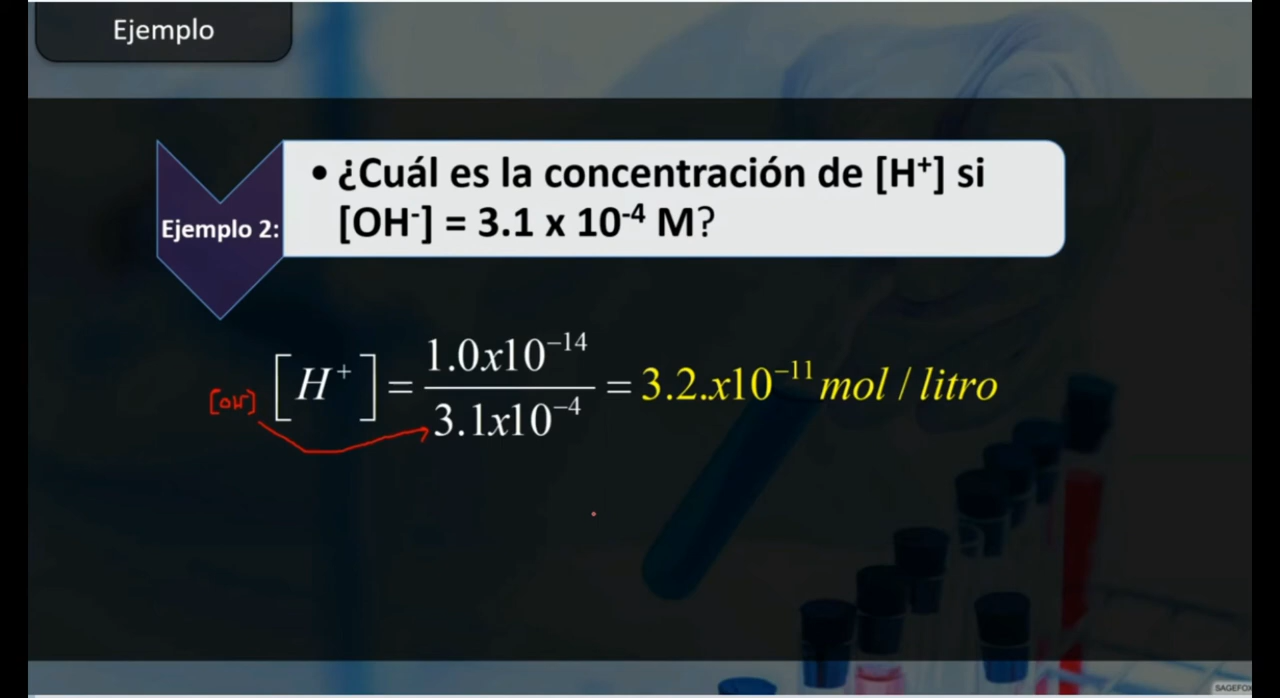 Ejemplo
• ¿Cuál es la concentración de [H⁺] si
[OH⁻] = 3.1 x 10⁻⁴ M?
Ejemplo 2:
[H⁺] = 1.0x10⁻¹⁴ / 3.1x10⁻⁴ = 3.2.x10⁻¹¹ mol / litro
SAGEFOX